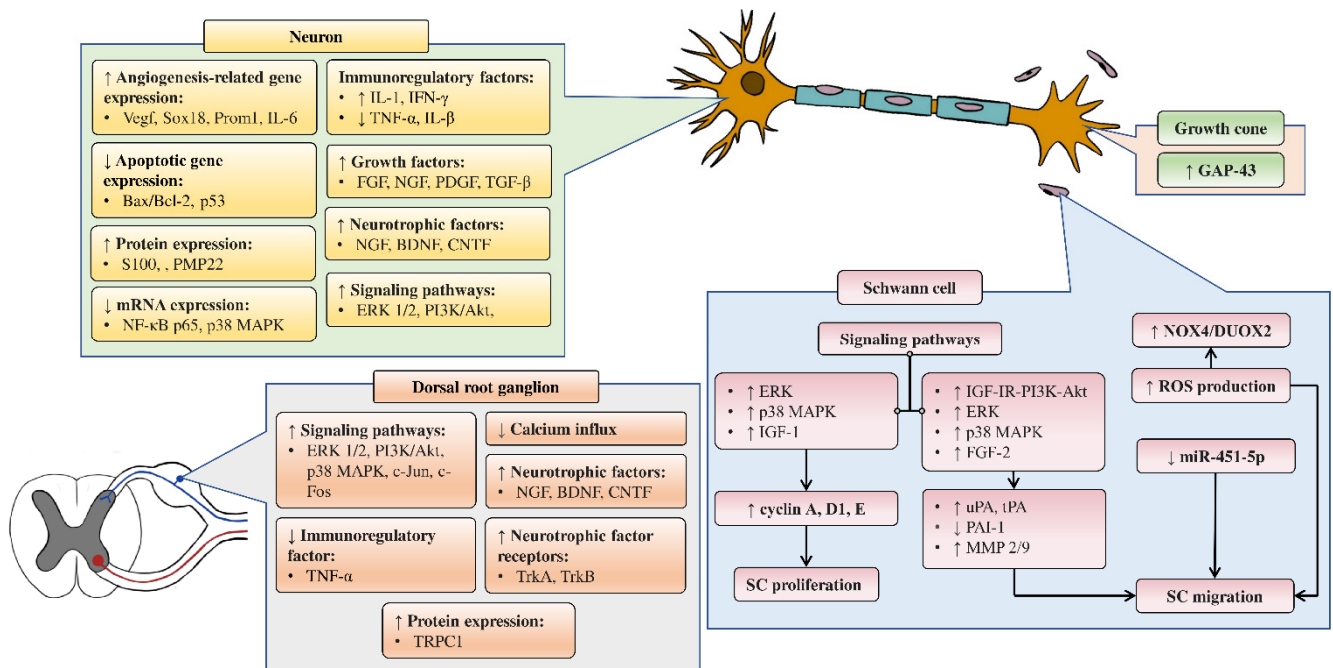 Neuron
↑ Angiogenesis-related gene
expression:
• Vegf, Sox18, Prom1, IL-6
↓ Apoptotic gene
expression:
• Bax/Bcl-2, p53
↑ Protein expression:
• S100, , PMP22
↓ mRNA expression:
• NF-κB p65, p38 MAPK
Immunoregulatory factors:
• ↑ IL-1, IFN-γ
• ↓ TNF-α, IL-β
↑ Growth factors:
• FGF, NGF, PDGF, TGF-β
↑ Neurotrophic factors:
• NGF, BDNF, CNTF
↑ Signaling pathways:
• ERK 1/2, PI3K/Akt,
Growth cone
↑ GAP-43
Dorsal root ganglion
↑ Signaling pathways:
• ERK 1/2, PI3K/Akt,
p38 MAPK, c-Jun, c-
Fos
↓ Immunoregulatory
factor:
• TNF-α
↓ Calcium influx
↑ Neurotrophic factors:
• NGF, BDNF, CNTF
↑ Neurotrophic factor
receptors:
• TrkA, TrkB
↑ Protein expression:
• TRPC1
Schwann cell
Signaling pathways
• ↑ ERK
• ↑ p38 MAPK
• ↑ IGF-1
↑ cyclin A, D1, E
SC proliferation
• ↑ IGF-IR-PI3K-Akt
• ↑ ERK
• ↑ p38 MAPK
• ↑ FGF-2
• ↑ uPA, tPA
• ↓ PAI-1
• ↑ MMP 2/9
↑ NOX4/DUOX2
↑ ROS production
↓ miR-451-5p
SC migration